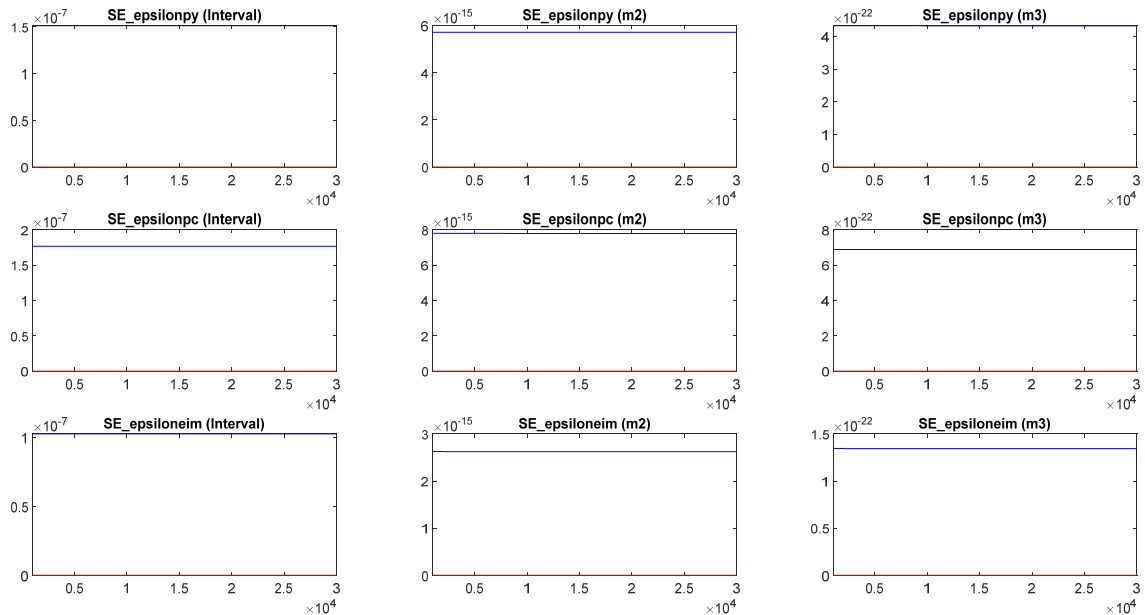 ×10-7 SE_epsilonpy (Interval)
1.5
1
0.5
0
0.5 1 1.5 2 2.5 3
×104
×10-15 SE_epsilonpy (m2)
6
4
2
0
0.5 1 1.5 2 2.5 3
×104
×10-22 SE_epsilonpy (m3)
4
3
2
1
0
0.5 1 1.5 2 2.5 3
×104
×10-7 SE_epsilonpc (Interval)
2
1.5
1
0.5
0
0.5 1 1.5 2 2.5 3
×104
×10-15 SE_epsilonpc (m2)
8
6
4
2
0
0.5 1 1.5 2 2.5 3
×104
×10-22 SE_epsilonpc (m3)
8
6
4
2
0
0.5 1 1.5 2 2.5 3
×104
×10-7 SE_epsiloneim (Interval)
1
0.5
0
0.5 1 1.5 2 2.5 3
×104
×10-15 SE_epsiloneim (m2)
3
2
1
0
0.5 1 1.5 2 2.5 3
×104
×10-22 SE_epsiloneim (m3)
1.5
1
0.5
0
0.5 1 1.5 2 2.5 3
×104